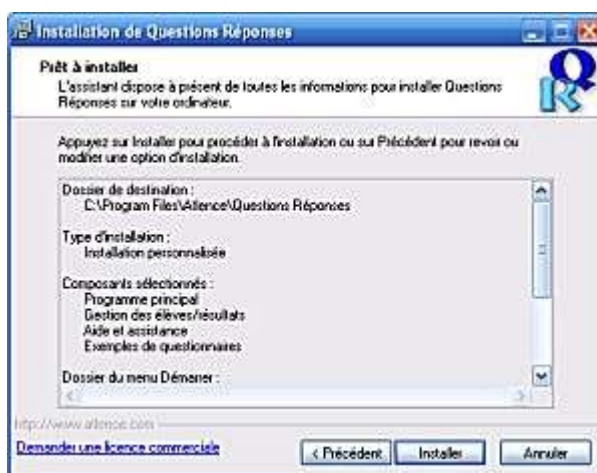 Installation de Questions Réponses
Prêt à installer
L'assistant dispose à présent de toutes les informations pour installer Questions
Réponses sur votre ordinateur.
QR
Appuyez sur Installer pour procéder à l'installation ou sur Précédent pour revoir ou
modifier une option d'installation.
Dossier de destination :
C:\Program Files\Atlence\Questions Réponses
Type d'installation :
Installation personnalisée
Composants sélectionnés :
Programme principal
Gestion des élèves/résultats
Aide et assistance
Exemples de questionnaires
Dossier du menu Démarrer :
http://www.atlence.com
Demander une licence commerciale
< Précédent
Installer
Annuler